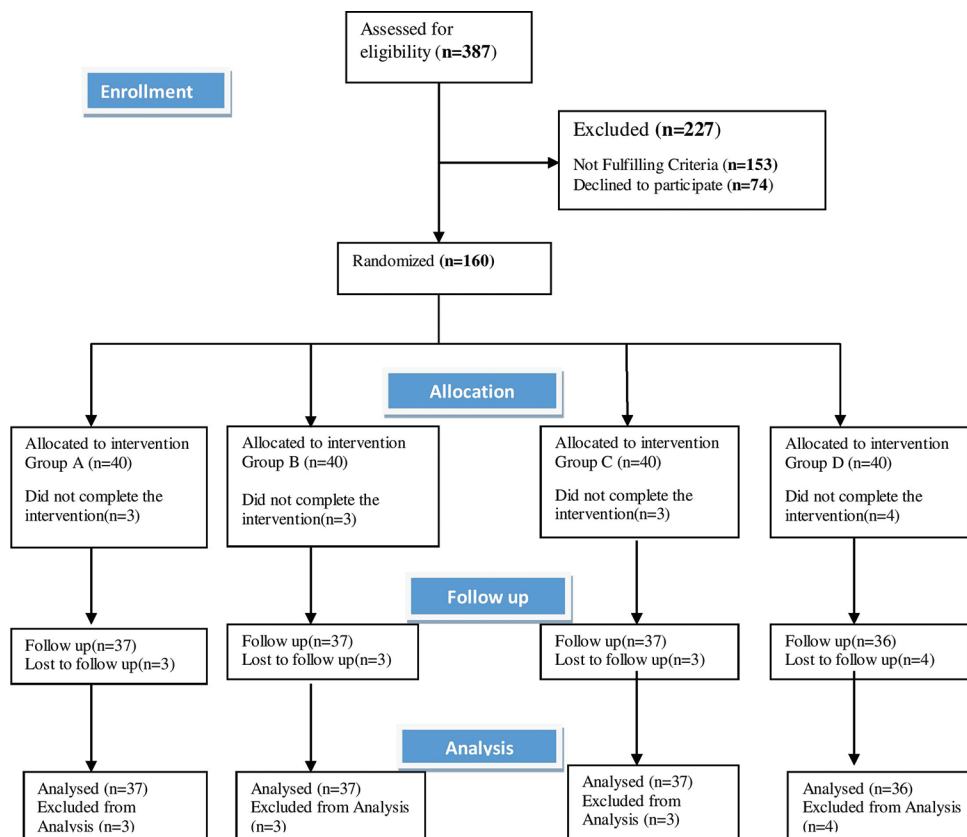 Assessed for
eligibility (n=387)
Enrollment
Excluded (n=227)
Not Fulfilling Criteria (n=153)
Declined to participate (n=74)
Randomized (n=160)
Allocation
Allocated to intervention
Group A (n=40)
Did not complete the
intervention(n=3)
Allocated to intervention
Group B (n=40)
Did not complete the
intervention(n=3)
Allocated to intervention
Group C (n=40)
Did not complete the
intervention(n=3)
Allocated to intervention
Group D (n=40)
Did not complete the
intervention(n=4)
Follow up
Follow up(n=37)
Lost to follow up(n=3)
Follow up(n=37)
Lost to follow up(n=3)
Follow up(n=37)
Lost to follow up(n=3)
Follow up(n=36)
Lost to follow up(n=4)
Analysis
Analysed (n=37)
Excluded from
Analysis (n=3)
Analysed (n=37)
Excluded from Analysis
(n=3)
Analysed (n=37)
Excluded from
Analysis (n=3)
Analysed (n=36)
Excluded from Analysis
(n=4)